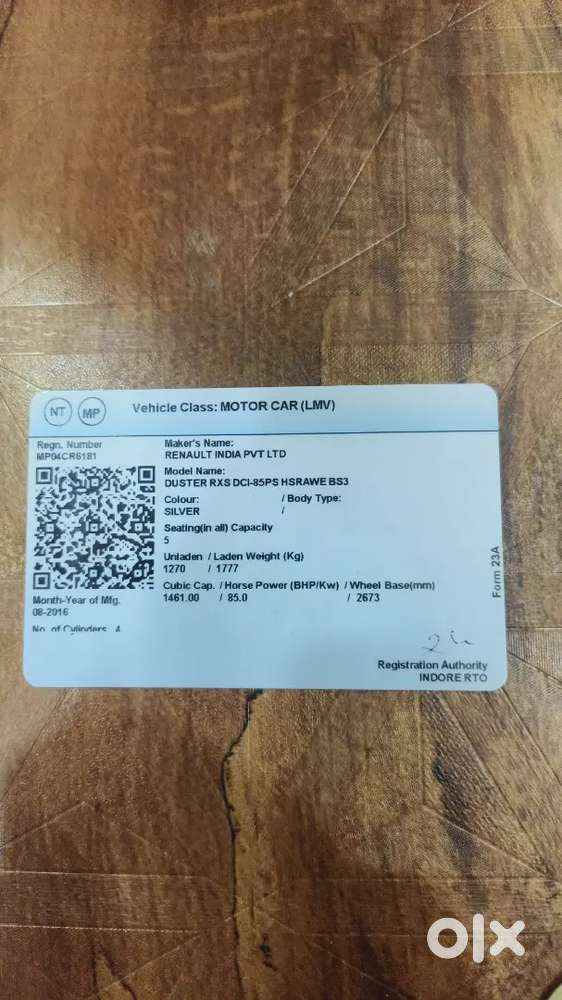 NT MP Vehicle Class: MOTOR CAR (LMV)
Regn. Number
MP04CR6181
Maker's Name:
RENAULT INDIA PVT LTD
Model Name:
DUSTER RXS DCI-85PS HSRAWE BS3
Colour: / Body Type:
SILVER /
Seating(in all) Capacity
5
Unladen / Laden Weight (Kg)
1270 / 1777
Cubic Cap. / Horse Power (BHP/Kw) / Wheel Base(mm)
1461.00 / 85.0 / 2673
Month-Year of Mfg.
08-2016
No. of Cylinders 4
Form 23A
Registration Authority
INDORE RTO
olx